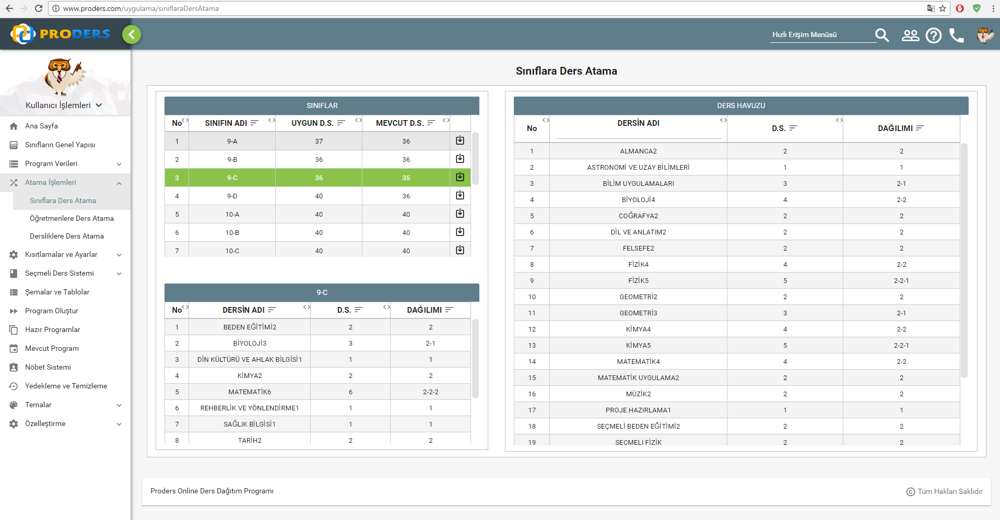 www.proders.com/uygulama/siniflaraDersAtama
PRODERS
Hızlı Erişim Menüsü
Kullanıcı İşlemleri
Ana Sayfa
Sınıfların Genel Yapısı
Program Verileri
Atama İşlemleri
Sınıflara Ders Atama
Öğretmenlere Ders Atama
Dersliklere Ders Atama
Kısıtlamalar ve Ayarlar
Seçmeli Ders Sistemi
Şemalar ve Tablolar
Program Oluştur
Hazır Programlar
Mevcut Program
Nöbet Sistemi
Yedekleme ve Temizleme
Temalar
Özelleştirme
Sınıflara Ders Atama
SINIFLAR
No SINIFIN ADI UYGUN D.S. MEVCUT D.S.
1 9-A 37 36
2 9-B 36 36
3 9-C 36 35
4 9-D 40 36
5 10-A 40 40
6 10-B 40 40
7 10-C 40 40
9-C
No DERSİN ADI D.S. DAĞILIMI
1 BEDEN EĞİTİMİ2 2 2
2 BİYOLOJİ3 3 2-1
3 DİN KÜLTÜRÜ VE AHLAK BİLGİSİ1 1 1
4 KİMYA2 2 2
5 MATEMATİK6 6 2-2-2
6 REHBERLİK VE YÖNLENDİRME1 1 1
7 SAĞLIK BİLGİSİ1 1 1
8 TARİH2 2 2
DERS HAVUZU
No DERSİN ADI D.S. DAĞILIMI
1 ALMANCA2 2 2
2 ASTRONOMİ VE UZAY BİLİMLERİ 1 1
3 BİLİM UYGULAMALARI 3 2-1
4 BİYOLOJİ4 4 2-2
5 COĞRAFYA2 2 2
6 DİL VE ANLATIM2 2 2
7 FELSEFE2 2 2
8 FİZİK4 4 2-2
9 FİZİK5 5 2-2-1
10 GEOMETRİ2 2 2
11 GEOMETRİ3 3 2-1
12 KİMYA4 4 2-2
13 KİMYA5 5 2-2-1
14 MATEMATİK4 4 2-2
15 MATEMATİK UYGULAMA2 2 2
16 MÜZİK2 2 2
17 PROJE HAZIRLAMA1 1 1
18 SEÇMELİ BEDEN EĞİTİMİ2 2 2
19 SEÇMELI FİZİK 2 2
Proders Online Ders Dağıtım Programı
© Tüm Hakları Saklıdır